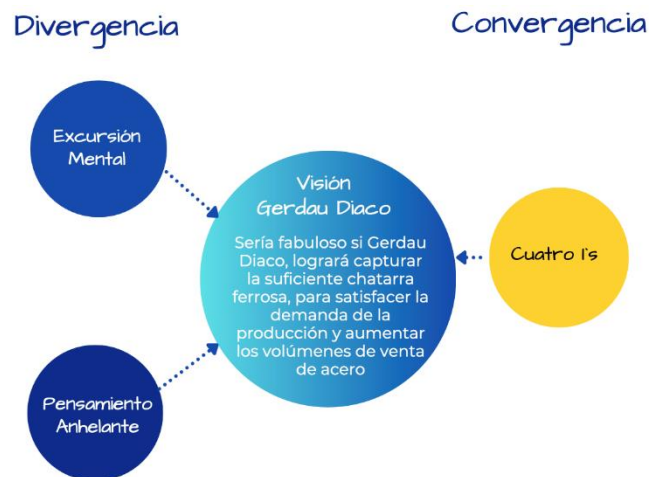 Divergencia
Convergencia
Excursión
Mental
Visión
Gerdau Diaco
Sería fabuloso si Gerdau
Diaco, logrará capturar
la suficiente chatarra
ferrosa, para satisfacer la
demanda de la
producción y aumentar
los volúmenes de venta
de acero
Cuatro I's
Pensamiento
Anhelante